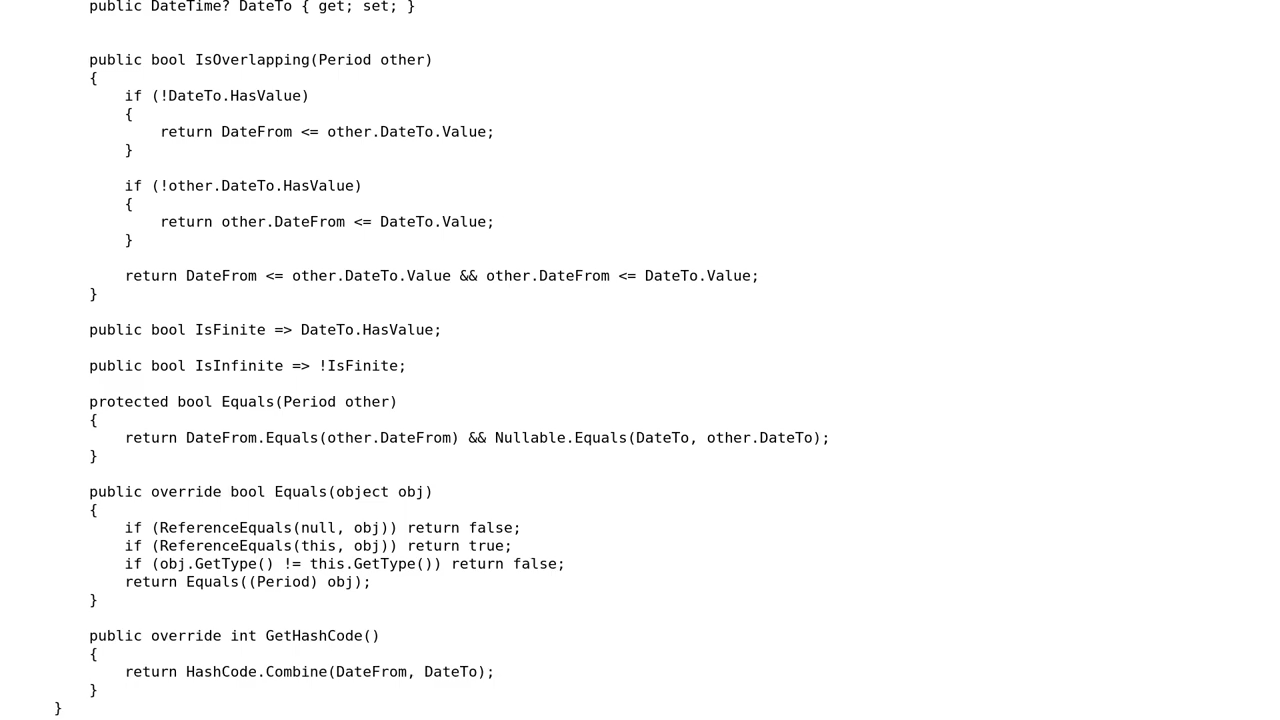 public DateTime? DateTo { get; set; }
public bool IsOverlapping(Period other)
{
if (!DateTo.HasValue)
{
return DateFrom <= other.DateTo.Value;
}
if (!other.DateTo.HasValue)
{
return other.DateFrom <= DateTo.Value;
}
return DateFrom <= other.DateTo.Value && other.DateFrom <= DateTo.Value;
}
public bool IsFinite => DateTo.HasValue;
public bool IsInfinite => !IsFinite;
protected bool Equals(Period other)
{
return DateFrom.Equals(other.DateFrom) && Nullable.Equals(DateTo, other.DateTo);
}
public override bool Equals(object obj)
{
if (ReferenceEquals(null, obj)) return false;
if (ReferenceEquals(this, obj)) return true;
if (obj.GetType() != this.GetType()) return false;
return Equals((Period) obj);
}
public override int GetHashCode()
{
return HashCode.Combine(DateFrom, DateTo);
}
}